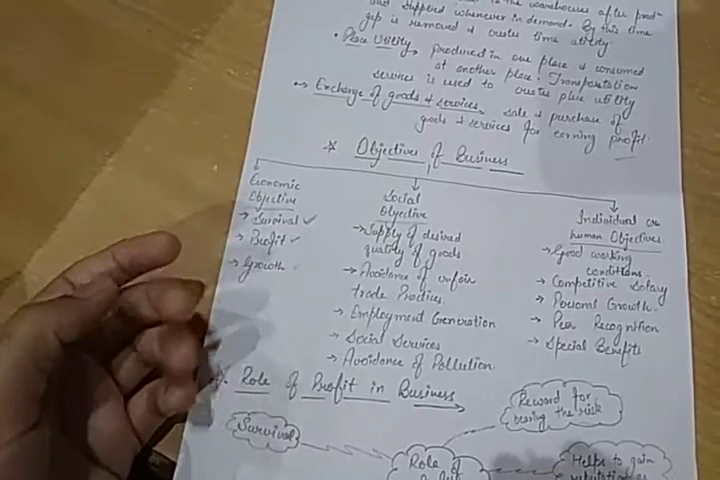 in the warehouses after prod-
and supplied whenever in demand. By this time
gap is removed & creates time utility.
• Place Utility → produced in one place & consumed
at another place. Transportation
services is used to creates place utility
→ Exchange of goods & services → sale & purchase of
goods & services for earning profit
* Objectives of Business
Economic
Objective
→ Survival ✓
→ Profit ✓
→ Growth
Social
Objective
→ Supply of desired
quality of goods
→ Avoidance of unfair
trade Practices
→ Employment Generation
→ Social Services
→ Avoidance of Pollution
Individual or
human Objectives
→ Good working
conditions
→ Competitive Salary
→ Personal Growth
→ Peer Recognition
→ Special Benefits
Role of Profit in Business
Reward for
bearing the risk
Survival
Role of
Helps to gain